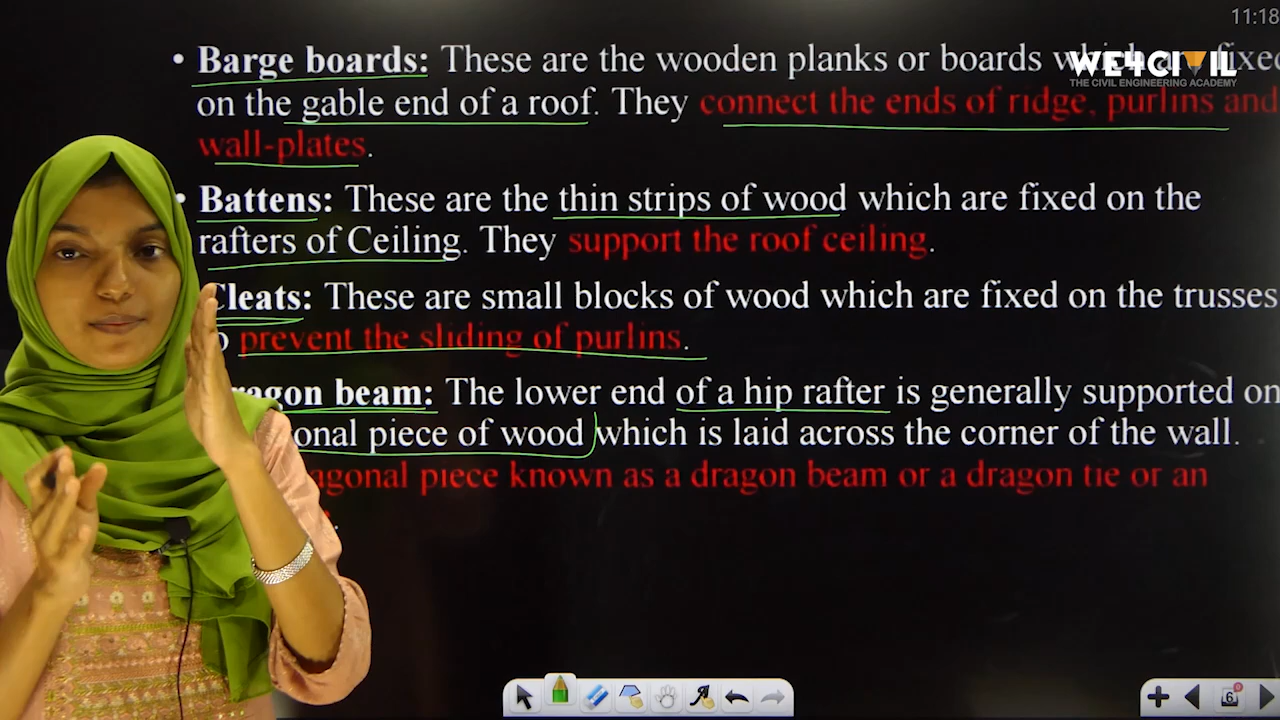 11:18
WE4CIVIL
THE CIVIL ENGINEERING ACADEMY
• Barge boards: These are the wooden planks or boards
on the gable end of a roof. They connect the ends of ridge, purlins and
wall-plates.
• Battens: These are the thin strips of wood which are fixed on the
rafters of Ceiling. They support the roof ceiling.
Cleats: These are small blocks of wood which are fixed on the trusses
prevent the sliding of purlins.
beam: The lower end of a hip rafter is generally supported on
piece of wood which is laid across the corner of the wall.
piece known as a dragon beam or a dragon tie or an
6